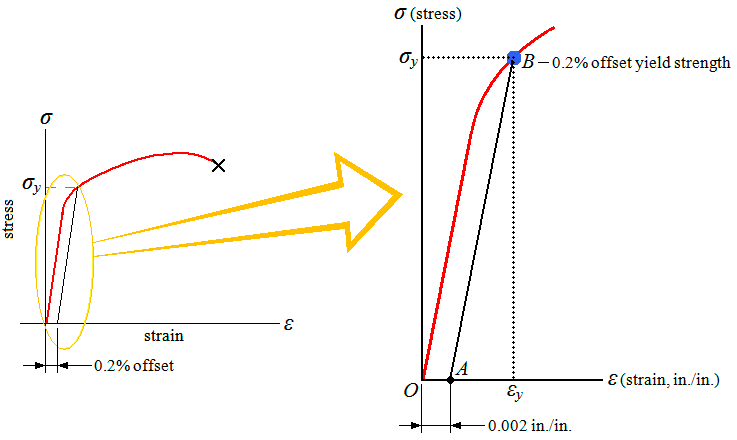 σ
σy
stress
strain
ε
0.2% offset
σ (stress)
σy
B – 0.2% offset yield strength
A
O
εy
ε (strain, in./in.)
0.002 in./in.